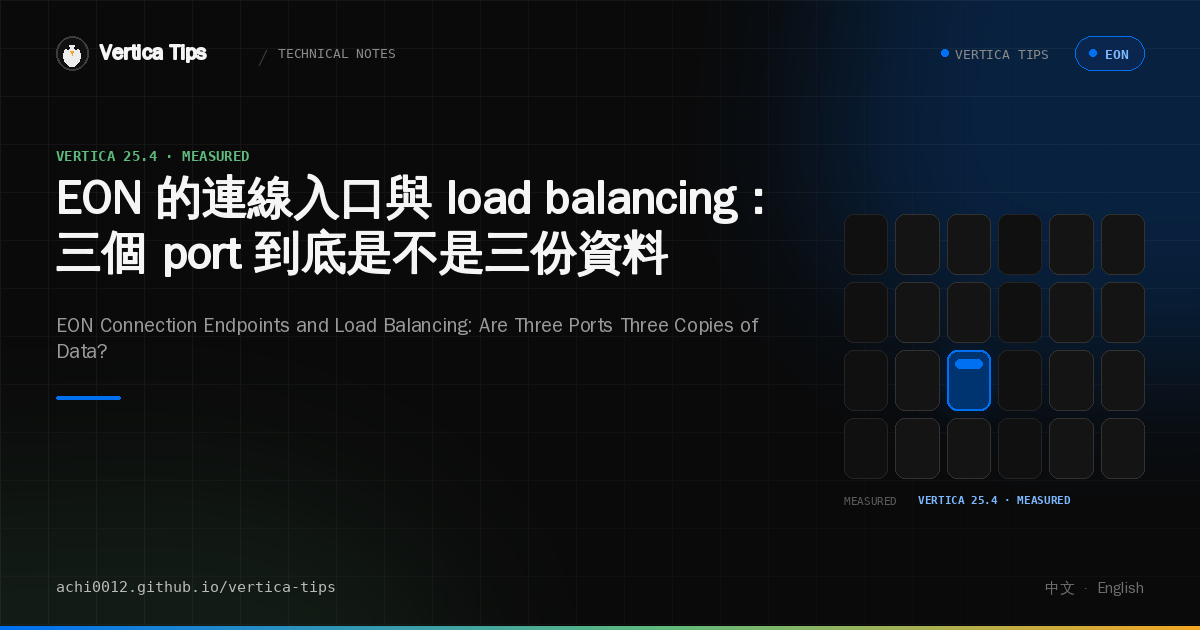 Vertica Tips / TECHNICAL NOTES
VERTICA TIPS
EON
VERTICA 25.4 · MEASURED
EON 的連線入口與 load balancing：
三個 port 到底是不是三份資料
EON Connection Endpoints and Load Balancing: Are Three Ports Three Copies of
Data?
MEASURED
VERTICA 25.4 · MEASURED
achi0012.github.io/vertica-tips
中文 · English